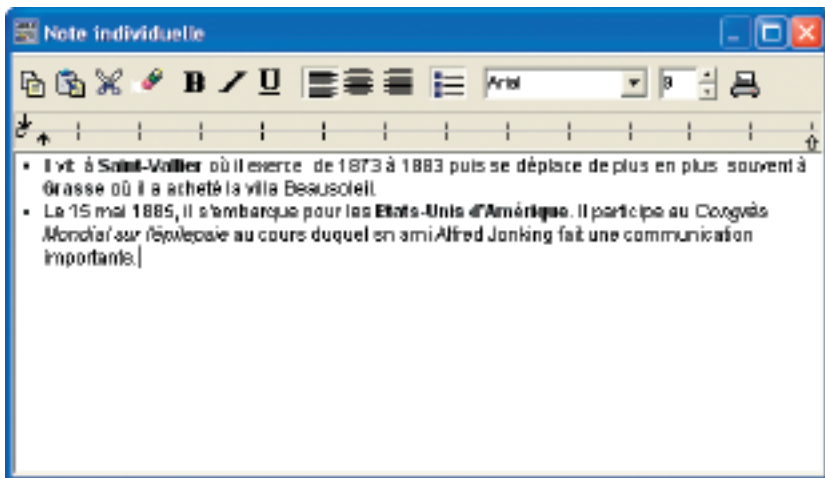 Note individuelle
B I U Arial 9
• Il vit à Saint-Vallier où il exerce de 1873 à 1883 puis se déplace de plus en plus souvent à
Grasse où il a acheté la villa Beausoleil.
• Le 15 mai 1885, il s'embarque pour les Etats-Unis d'Amérique. Il participe au Congrès
Mondial sur l'épilepsie au cours duquel en ami Alfred Jonking fait une communication
importante.